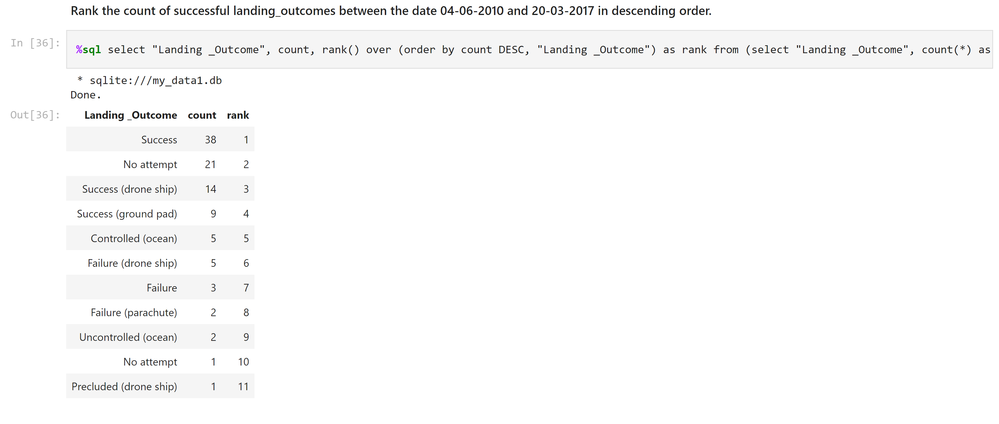 Rank the count of successful landing_outcomes between the date 04-06-2010 and 20-03-2017 in descending order.
In [36]: %sql select "Landing _Outcome", count, rank() over (order by count DESC, "Landing _Outcome") as rank from (select "Landing _Outcome", count(*) as
* sqlite:///my_data1.db
Done.
Out[36]: Landing _Outcome count rank
Success 38 1
No attempt 21 2
Success (drone ship) 14 3
Success (ground pad) 9 4
Controlled (ocean) 5 5
Failure (drone ship) 5 6
Failure 3 7
Failure (parachute) 2 8
Uncontrolled (ocean) 2 9
No attempt 1 10
Precluded (drone ship) 1 11